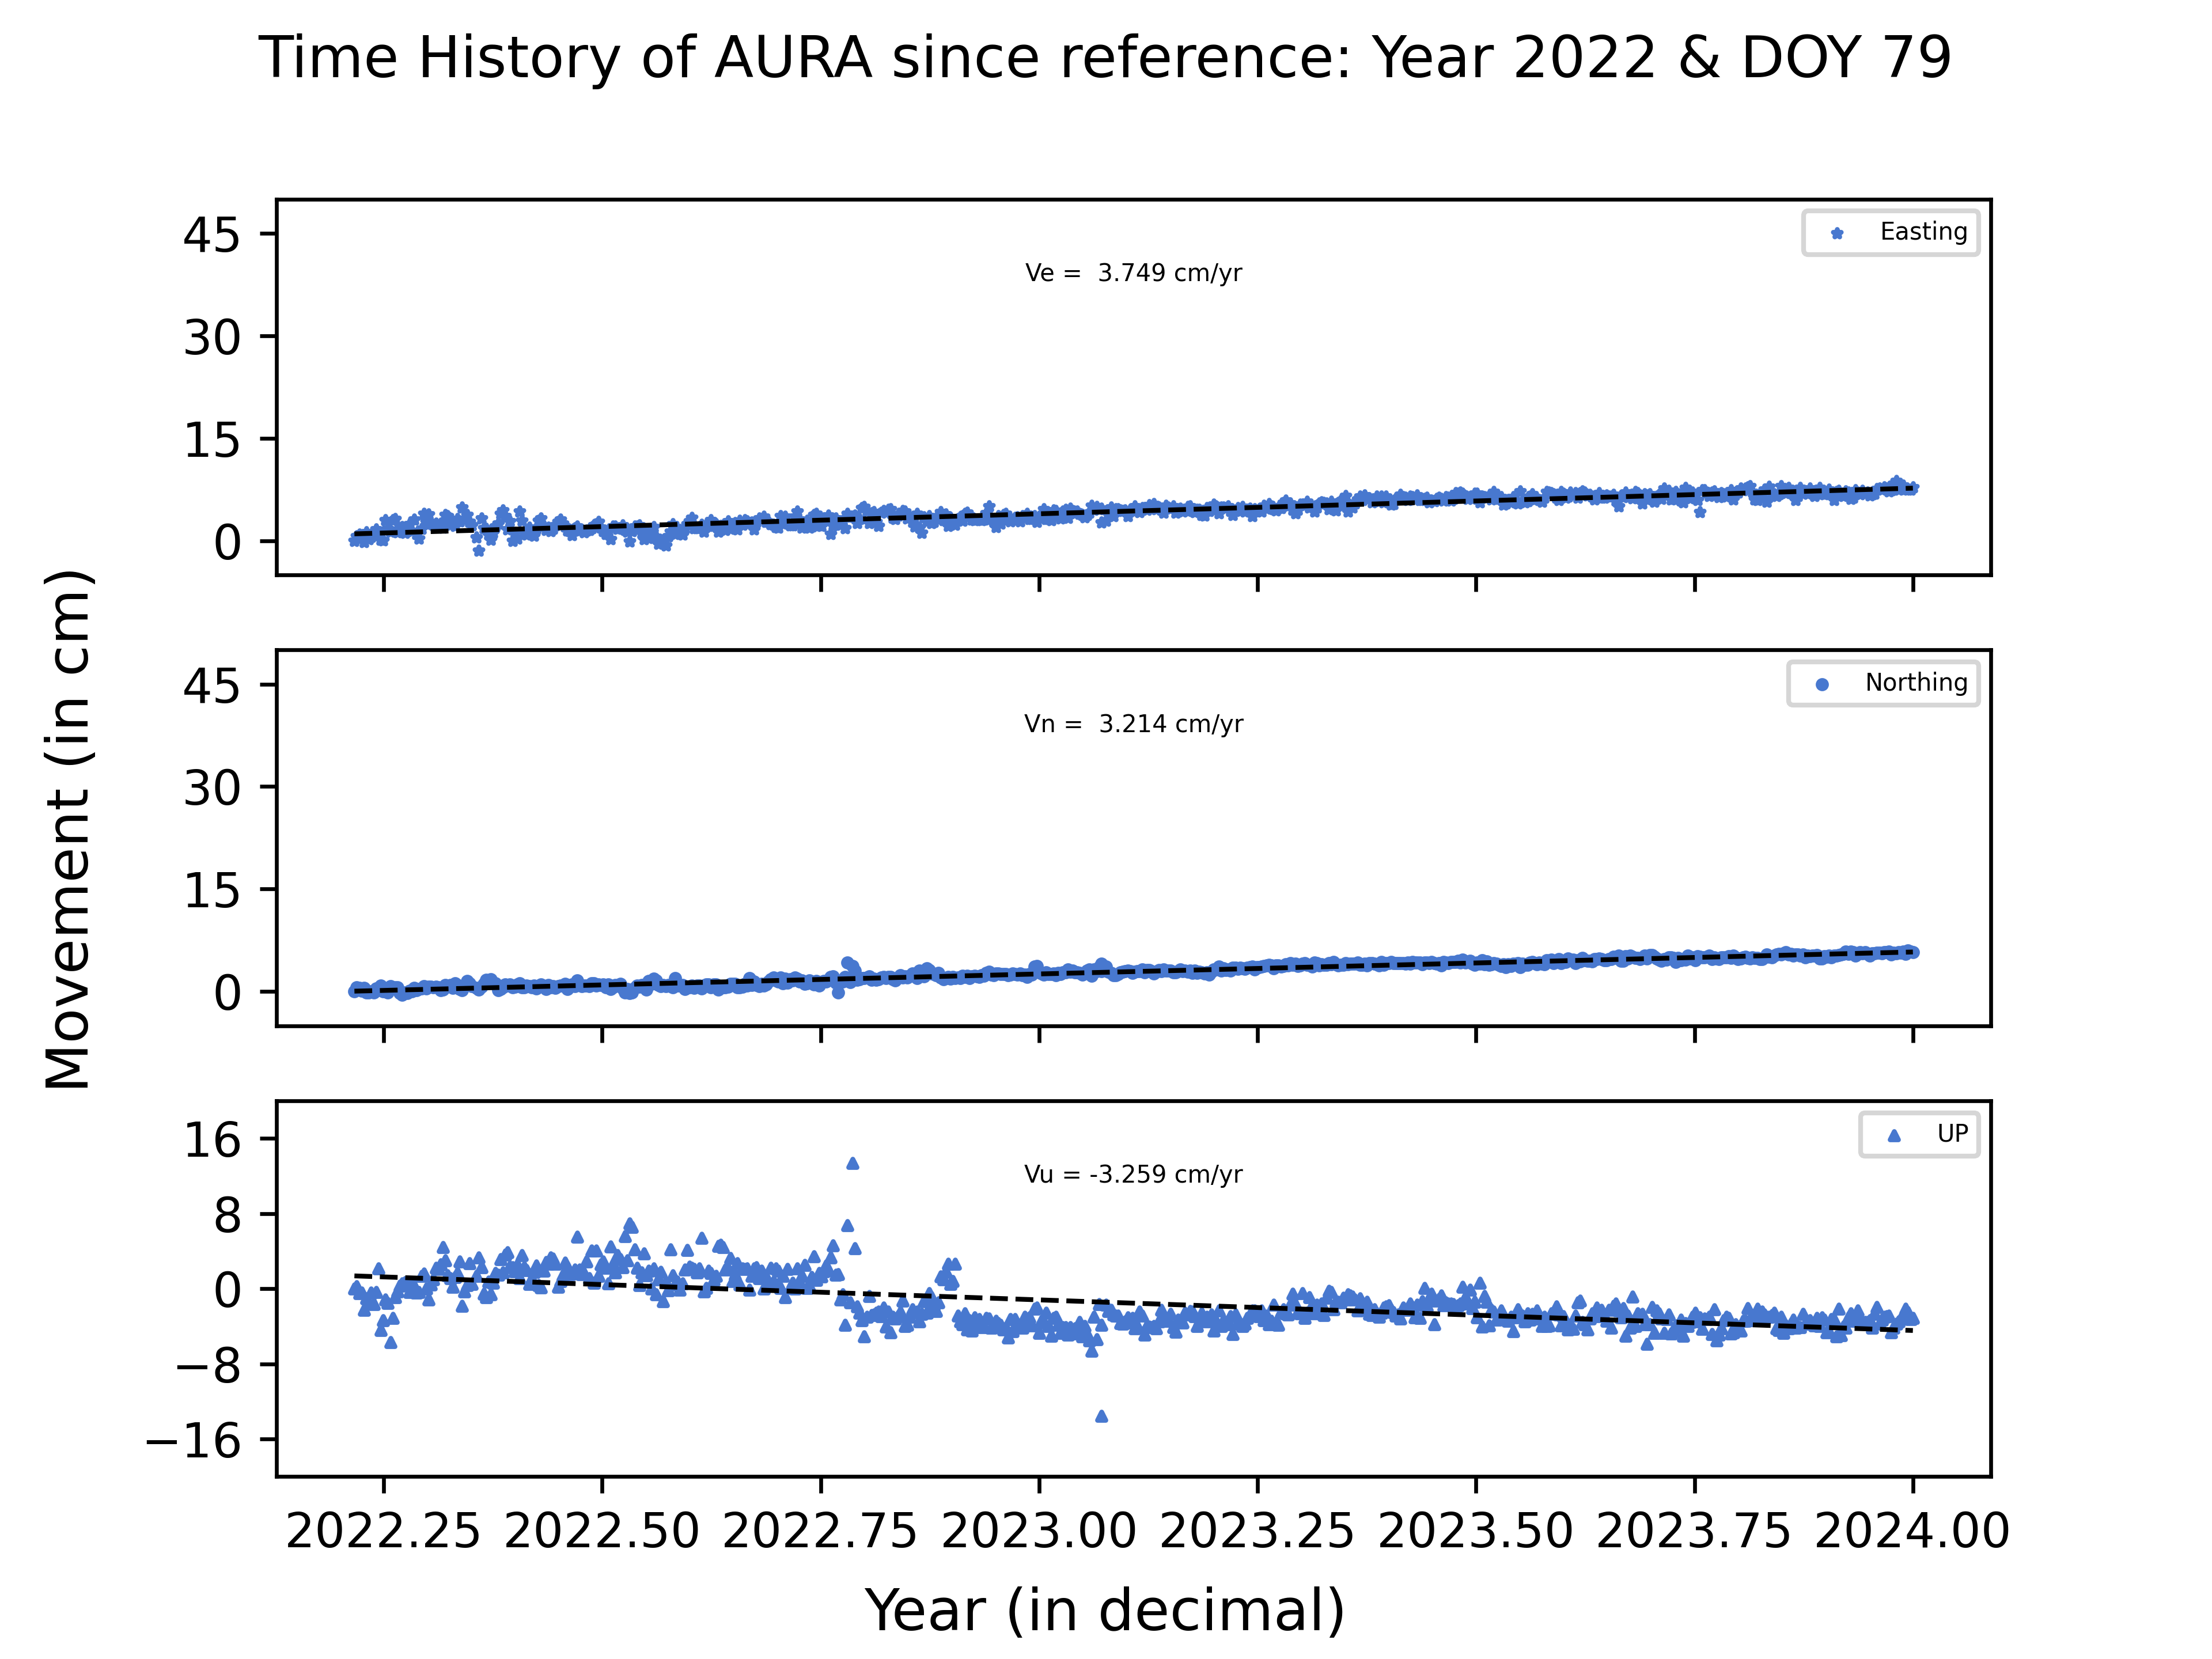 Time History of AURA since reference: Year 2022 & DOY 79
Movement (in cm)
45
30
15
0
Ve =  3.749 cm/yr
Easting
45
30
15
0
Vn =  3.214 cm/yr
Northing
16
8
0
−8
−16
Vu = -3.259 cm/yr
UP
2022.25 2022.50 2022.75 2023.00 2023.25 2023.50 2023.75 2024.00
Year (in decimal)